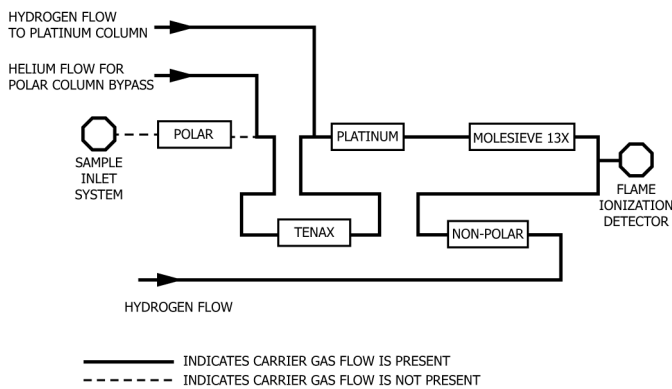 HYDROGEN FLOW
TO PLATINUM COLUMN
HELIUM FLOW FOR
POLAR COLUMN BYPASS
POLAR
PLATINUM
MOLESIEVE 13X
SAMPLE
INLET
SYSTEM
FLAME
IONIZATION
DETECTOR
TENAX
NON-POLAR
HYDROGEN FLOW
INDICATES CARRIER GAS FLOW IS PRESENT
INDICATES CARRIER GAS FLOW IS NOT PRESENT